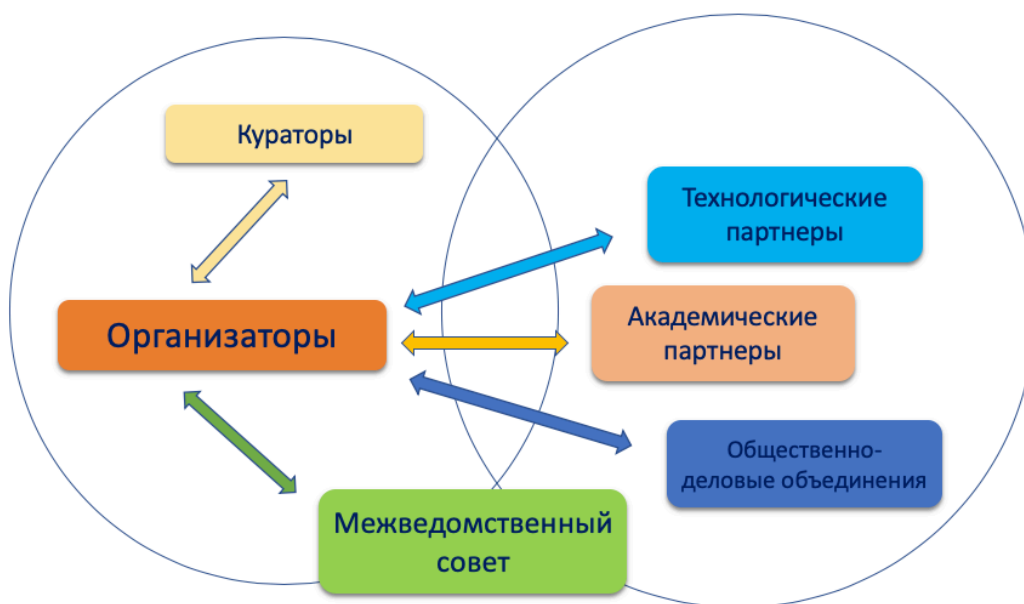 Кураторы
Технологические
партнеры
Организаторы
Академические
партнеры
Общественно-
деловые объединения
Межведомственный
совет